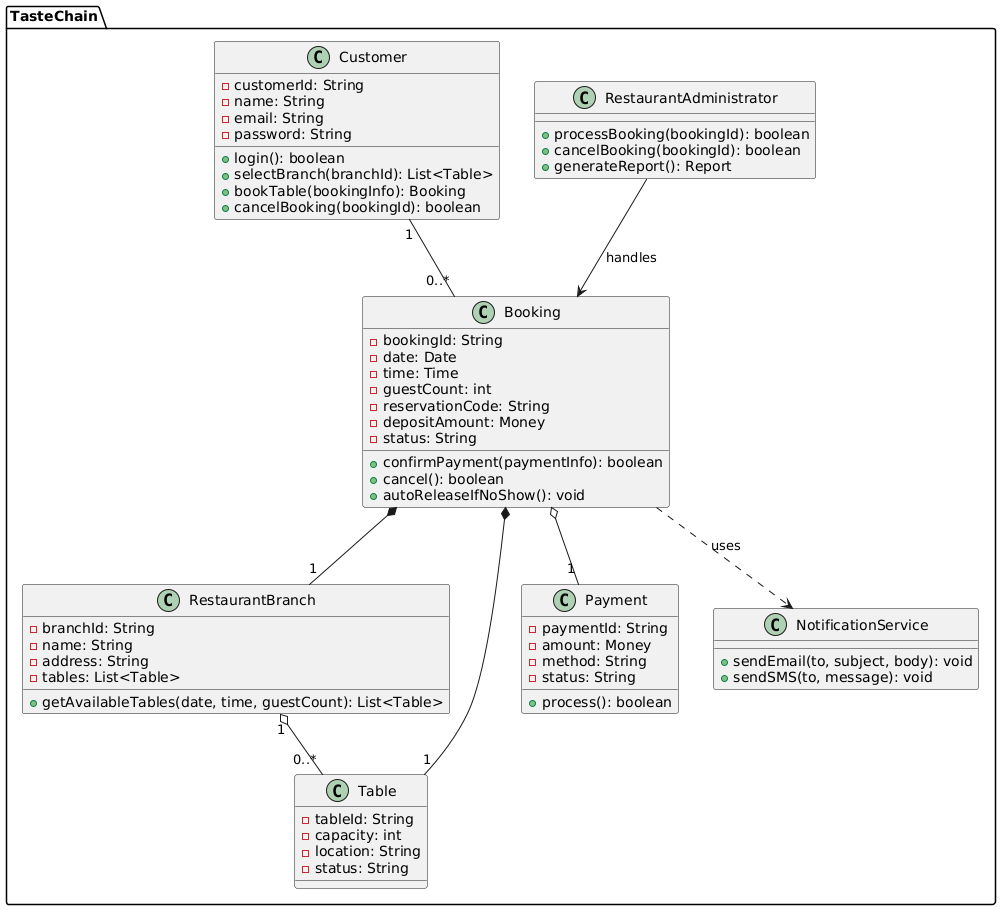 TasteChain
C Customer
customerId: String
name: String
email: String
password: String
login(): boolean
selectBranch(branchId): List<Table>
bookTable(bookingInfo): Booking
cancelBooking(bookingId): boolean
C RestaurantAdministrator
processBooking(bookingId): boolean
cancelBooking(bookingId): boolean
generateReport(): Report
1
handles
0..*
C Booking
bookingId: String
date: Date
time: Time
guestCount: int
reservationCode: String
depositAmount: Money
status: String
confirmPayment(paymentInfo): boolean
cancel(): boolean
autoReleaseIfNoShow(): void
uses
1
1
C RestaurantBranch
branchId: String
name: String
address: String
tables: List<Table>
getAvailableTables(date, time, guestCount): List<Table>
C Payment
paymentId: String
amount: Money
method: String
status: String
process(): boolean
C NotificationService
sendEmail(to, subject, body): void
sendSMS(to, message): void
1
0..*
1
C Table
tableId: String
capacity: int
location: String
status: String